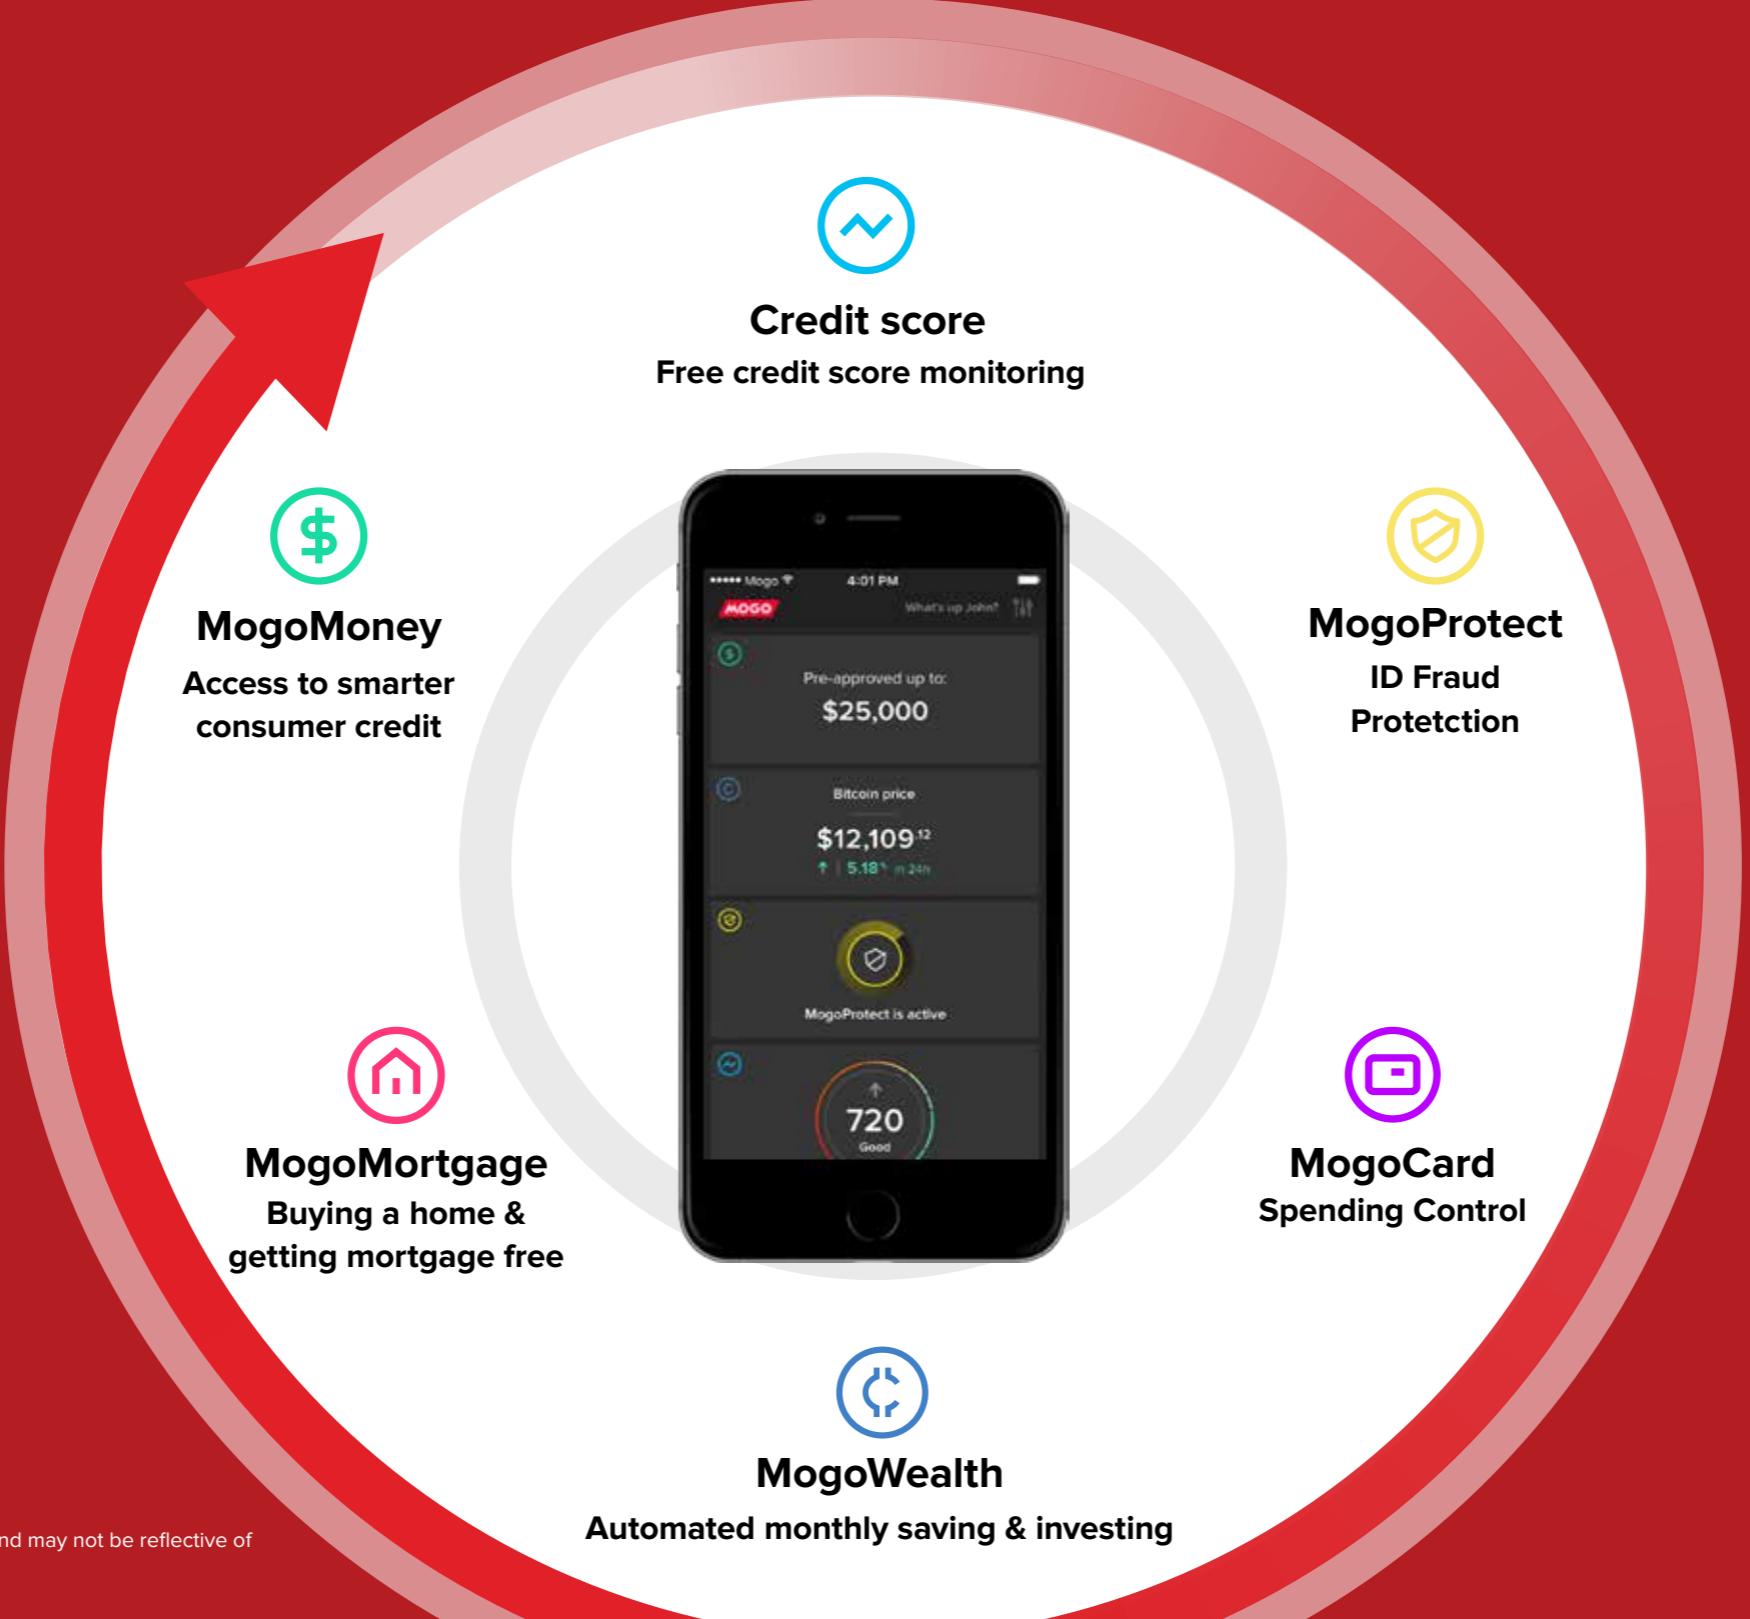 Credit score
Free credit score monitoring
MogoMoney
Access to smarter
consumer credit
MogoProtect
ID Fraud
Protetction
Mogo
4:01 PM
MOGO
What's up John?
Pre-approved up to:
$25,000
Bitcoin price
$12,109.12
5.18% in 24h
MogoProtect is active
720
Good
MogoMortgage
Buying a home &
getting mortgage free
MogoCard
Spending Control
MogoWealth
Automated monthly saving & investing
nd may not be reflective of